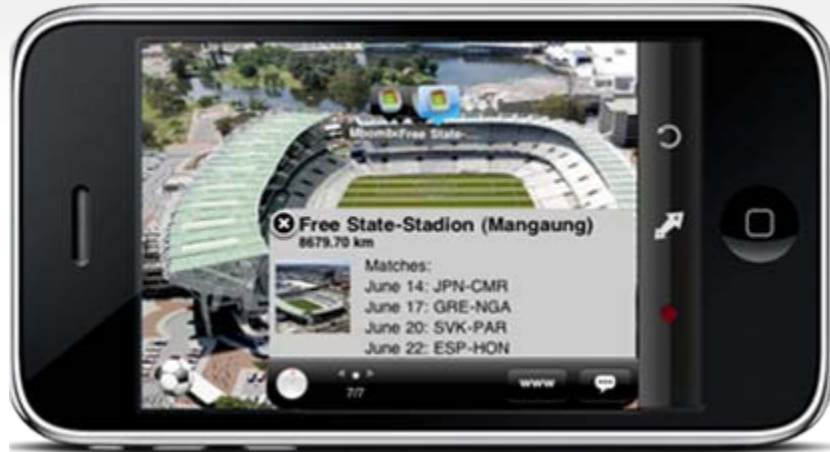 Mbombe
Free State-...
Free State-Stadion (Mangaung)
8679.70 km
Matches:
June 14: JPN-CMR
June 17: GRE-NGA
June 20: SVK-PAR
June 22: ESP-HON
7/7
www